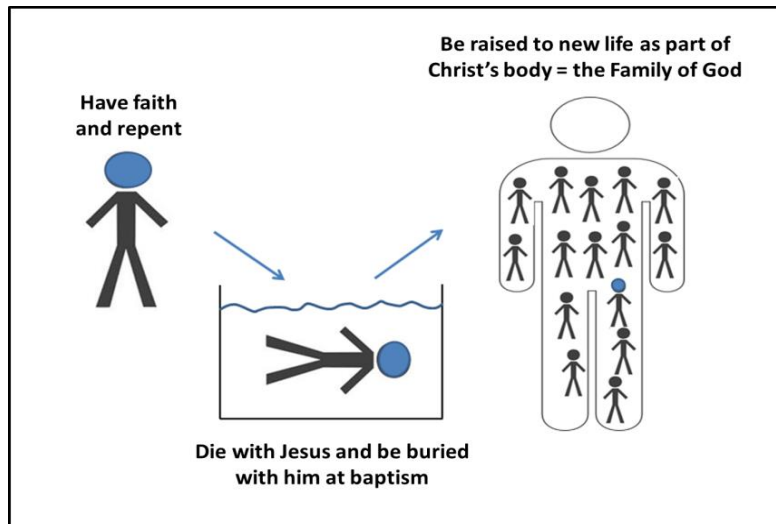 Have faith
and repent
Die with Jesus and be buried
with him at baptism
Be raised to new life as part of
Christ's body = the Family of God